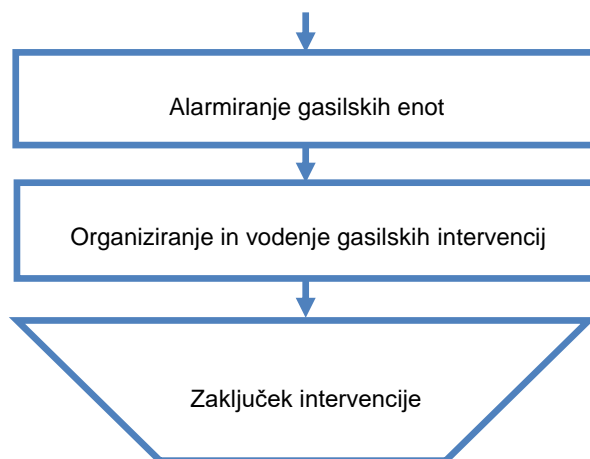 Alarmiranje gasilskih enot
Organiziranje in vodenje gasilskih intervencij
Zaključek intervencije